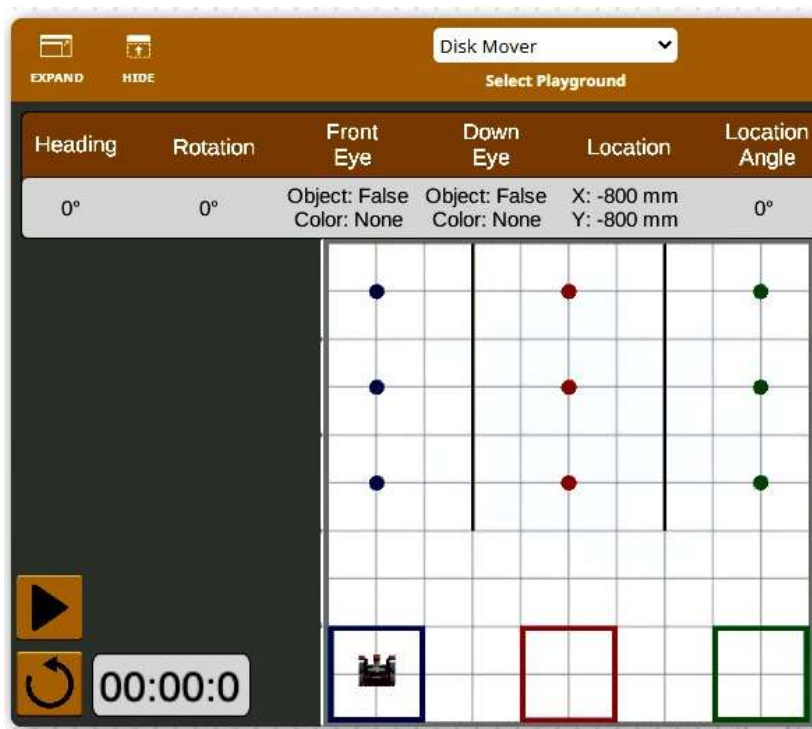 EXPAND
HIDE
Disk Mover
Select Playground
Heading
Rotation
Front
Eye
Down
Eye
Location
Location
Angle
0°
0°
Object: False
Color: None
Object: False
Color: None
X: -800 mm
Y: -800 mm
0°
00:00:0